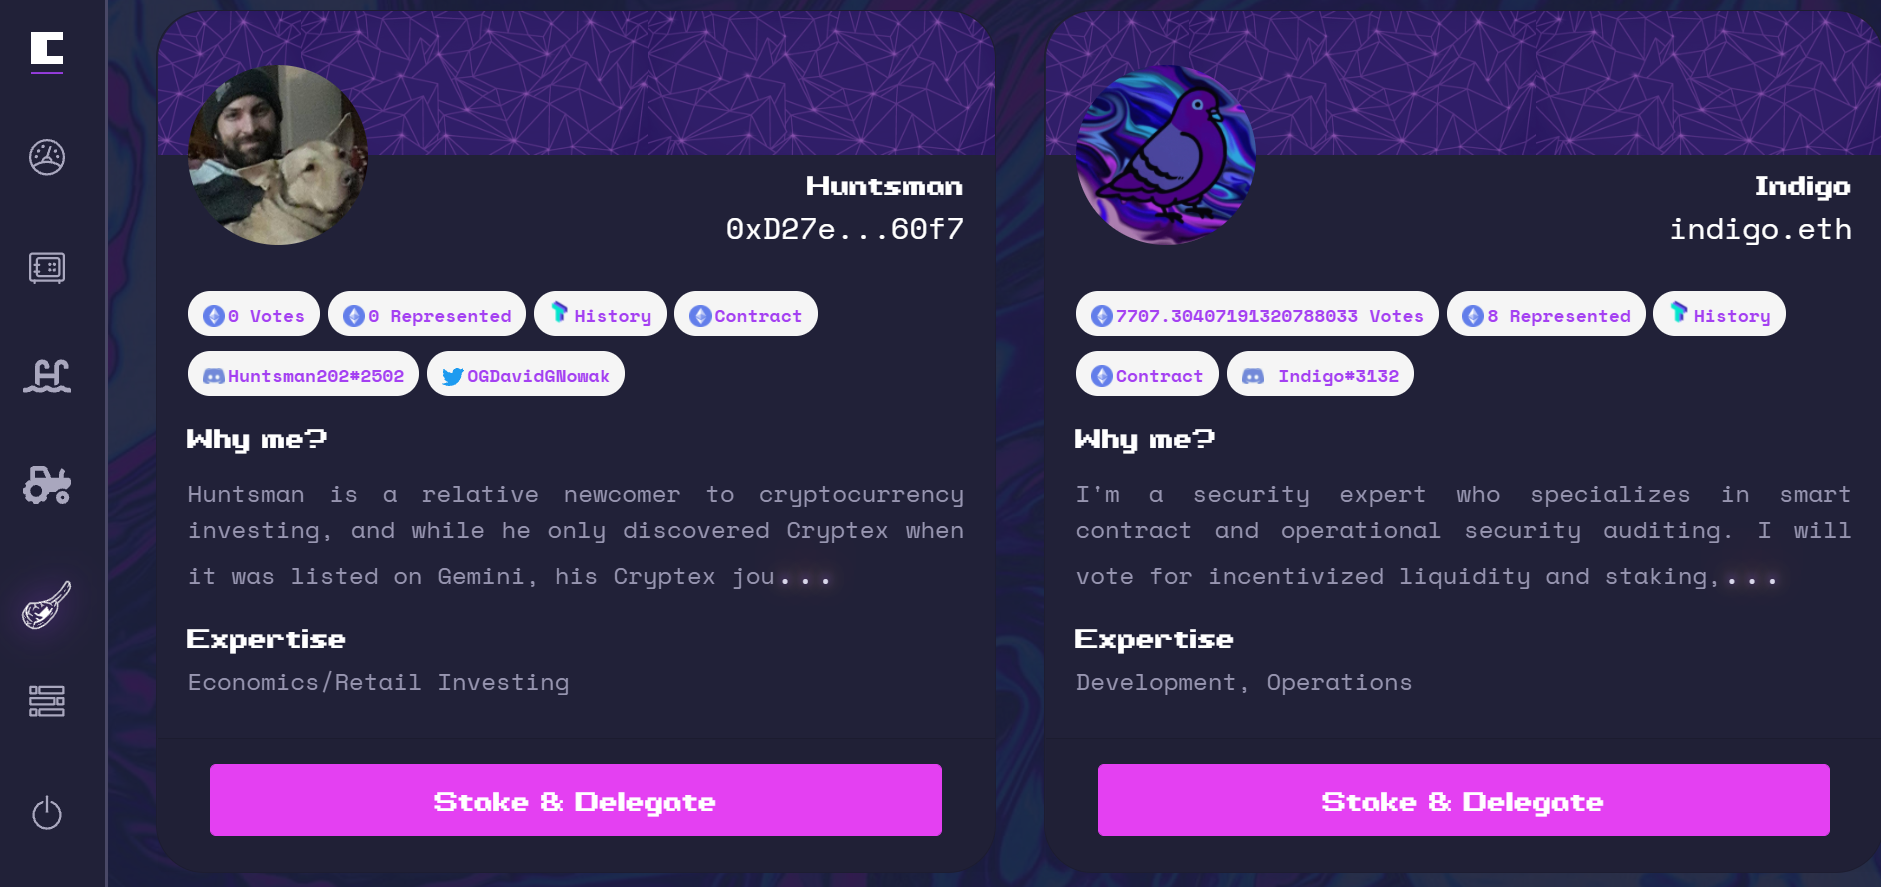 Huntsman
0xD27e...60f7
0 Votes
0 Represented
History
Contract
Huntsman202#2502
OGDavidGNowak
Why me?
Huntsman is a relative newcomer to cryptocurrency
investing, and while he only discovered Cryptex when
it was listed on Gemini, his Cryptex jou...
Expertise
Economics/Retail Investing
Stake & Delegate
Indigo
indigo.eth
7707.30407191320788033 Votes
8 Represented
History
Contract
Indigo#3132
Why me?
I'm a security expert who specializes in smart
contract and operational security auditing. I will
vote for incentivized liquidity and staking,...
Expertise
Development, Operations
Stake & Delegate